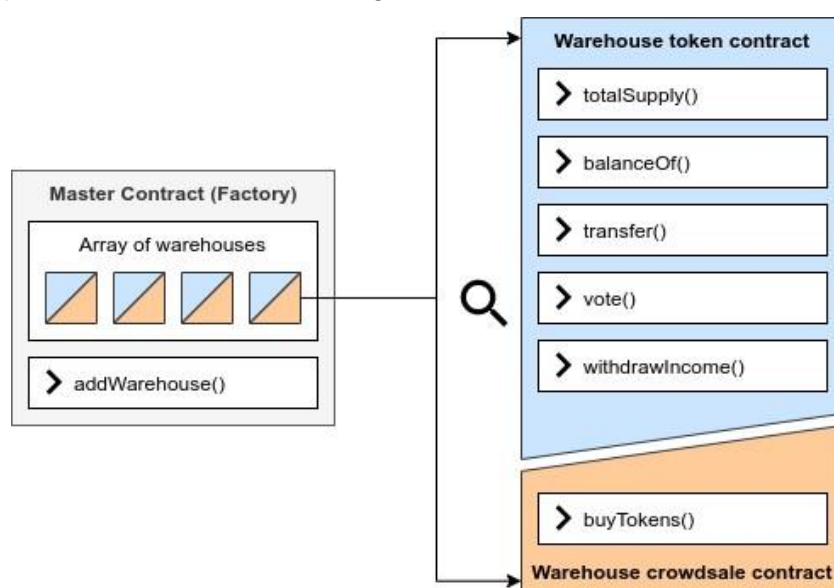 Master Contract (Factory)
Array of warehouses
addWarehouse()
Warehouse token contract
totalSupply()
balanceOf()
transfer()
vote()
withdrawIncome()
buyTokens()
Warehouse crowdsale contract